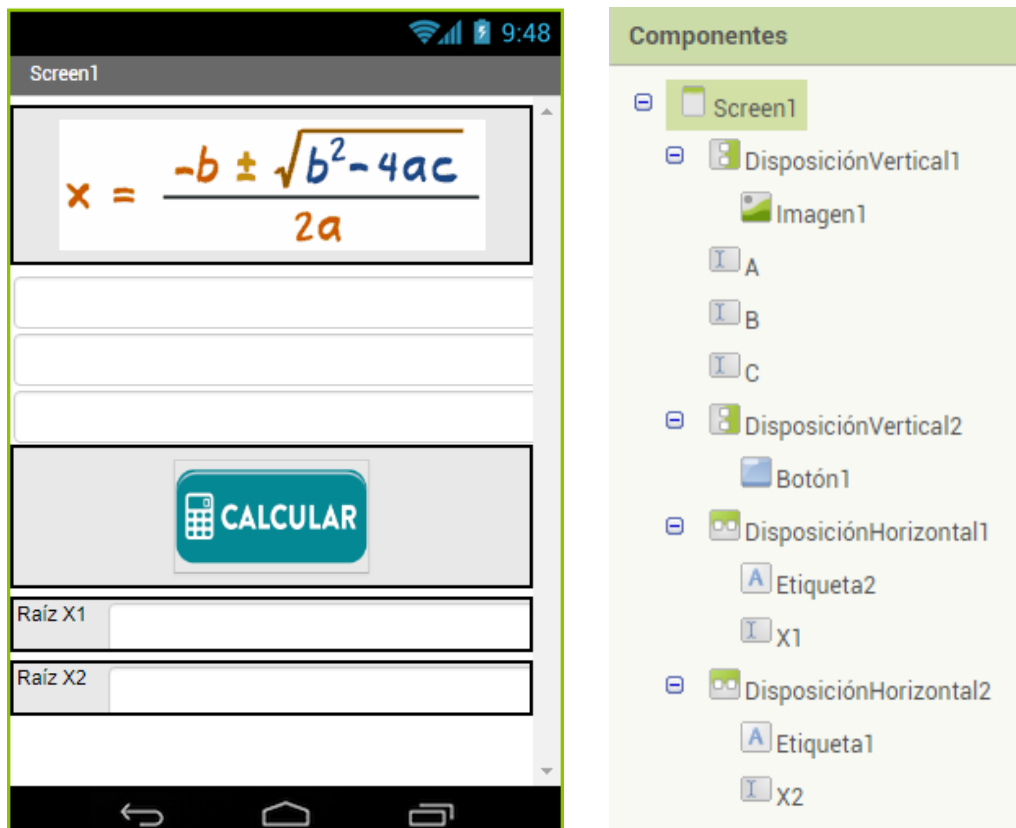 9:48
Screen1
x = -b ± √b²-4ac
2a
CALCULAR
Raíz X1
Raíz X2
Componentes
Screen1
DisposiciónVertical1
Imagen1
A
B
C
DisposiciónVertical2
Botón1
DisposiciónHorizontal1
A Etiqueta2
X1
DisposiciónHorizontal2
A Etiqueta1
X2